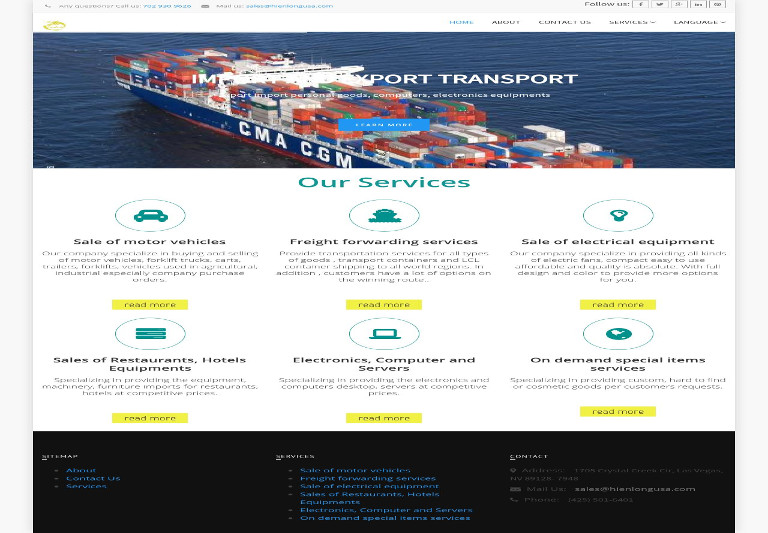 Any questions? Call us: 702 930 9626 Mail us: sales@hienlongusa.com
Follow us:
HOME ABOUT CONTACT US SERVICES LANGUAGE
EXPORT TRANSPORT
import personal goods, computers, electronics equipments
LEARN MORE
CMA CGM
Our Services
Sale of motor vehicles
Our company specialize in buying and selling
of motor vehicles, forklift trucks, carts,
trailers, forklifts, vehicles used in agricultural,
industrial especialy company purchase
orders.
read more
Freight forwarding services
Provide transportation services for all types
of goods , transport containers and LCL
container shipping to all world regions. In
addition , customers have a lot of options on
the winning route..
read more
Sale of electrical equipment
Our company specialize in providing all kinds
of electric fans, compact easy to use
affordable and quality is absolute. With full
design and color to provide more options
for you.
read more
Sales of Restaurants, Hotels
Equipments
Specializing in providing the equipment,
machinery, furniture imports for restaurants,
hotels at competitive prices.
read more
Electronics, Computer and
Servers
Specializing in providing the electronics and
computers desktop, servers at competitive
prices.
read more
On demand special items
services
Specializing in providing custom, hard to find
or cosmetic goods per customers requests.
read more
SITEMAP
About
Contact Us
Services
SERVICES
Sale of motor vehicles
Freight forwarding services
Sale of electrical equipment
Sales of Restaurants, Hotels
Equipments
Electronics, Computer and Servers
On demand special items services
CONTACT
Address: Crystal Creek Cir, Las Vegas,
NV 89128
Mail Us: sales@hienlongusa.com
Phone: (425) 501-6401